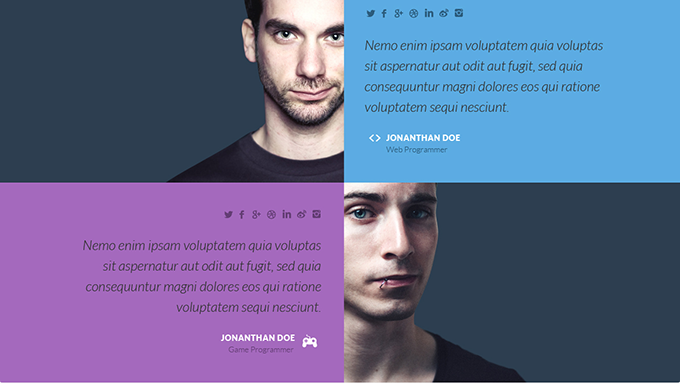 Nemo enim ipsam voluptatem quia voluptas
sit aspernatur aut odit aut fugit, sed quia
consequuntur magni dolores eos qui ratione
voluptatem sequi nesciunt.
JONANTHAN DOE
Web Programmer
Nemo enim ipsam voluptatem quia voluptas
sit aspernatur aut odit aut fugit, sed quia
consequuntur magni dolores eos qui ratione
voluptatem sequi nesciunt.
JONANTHAN DOE
Game Programmer